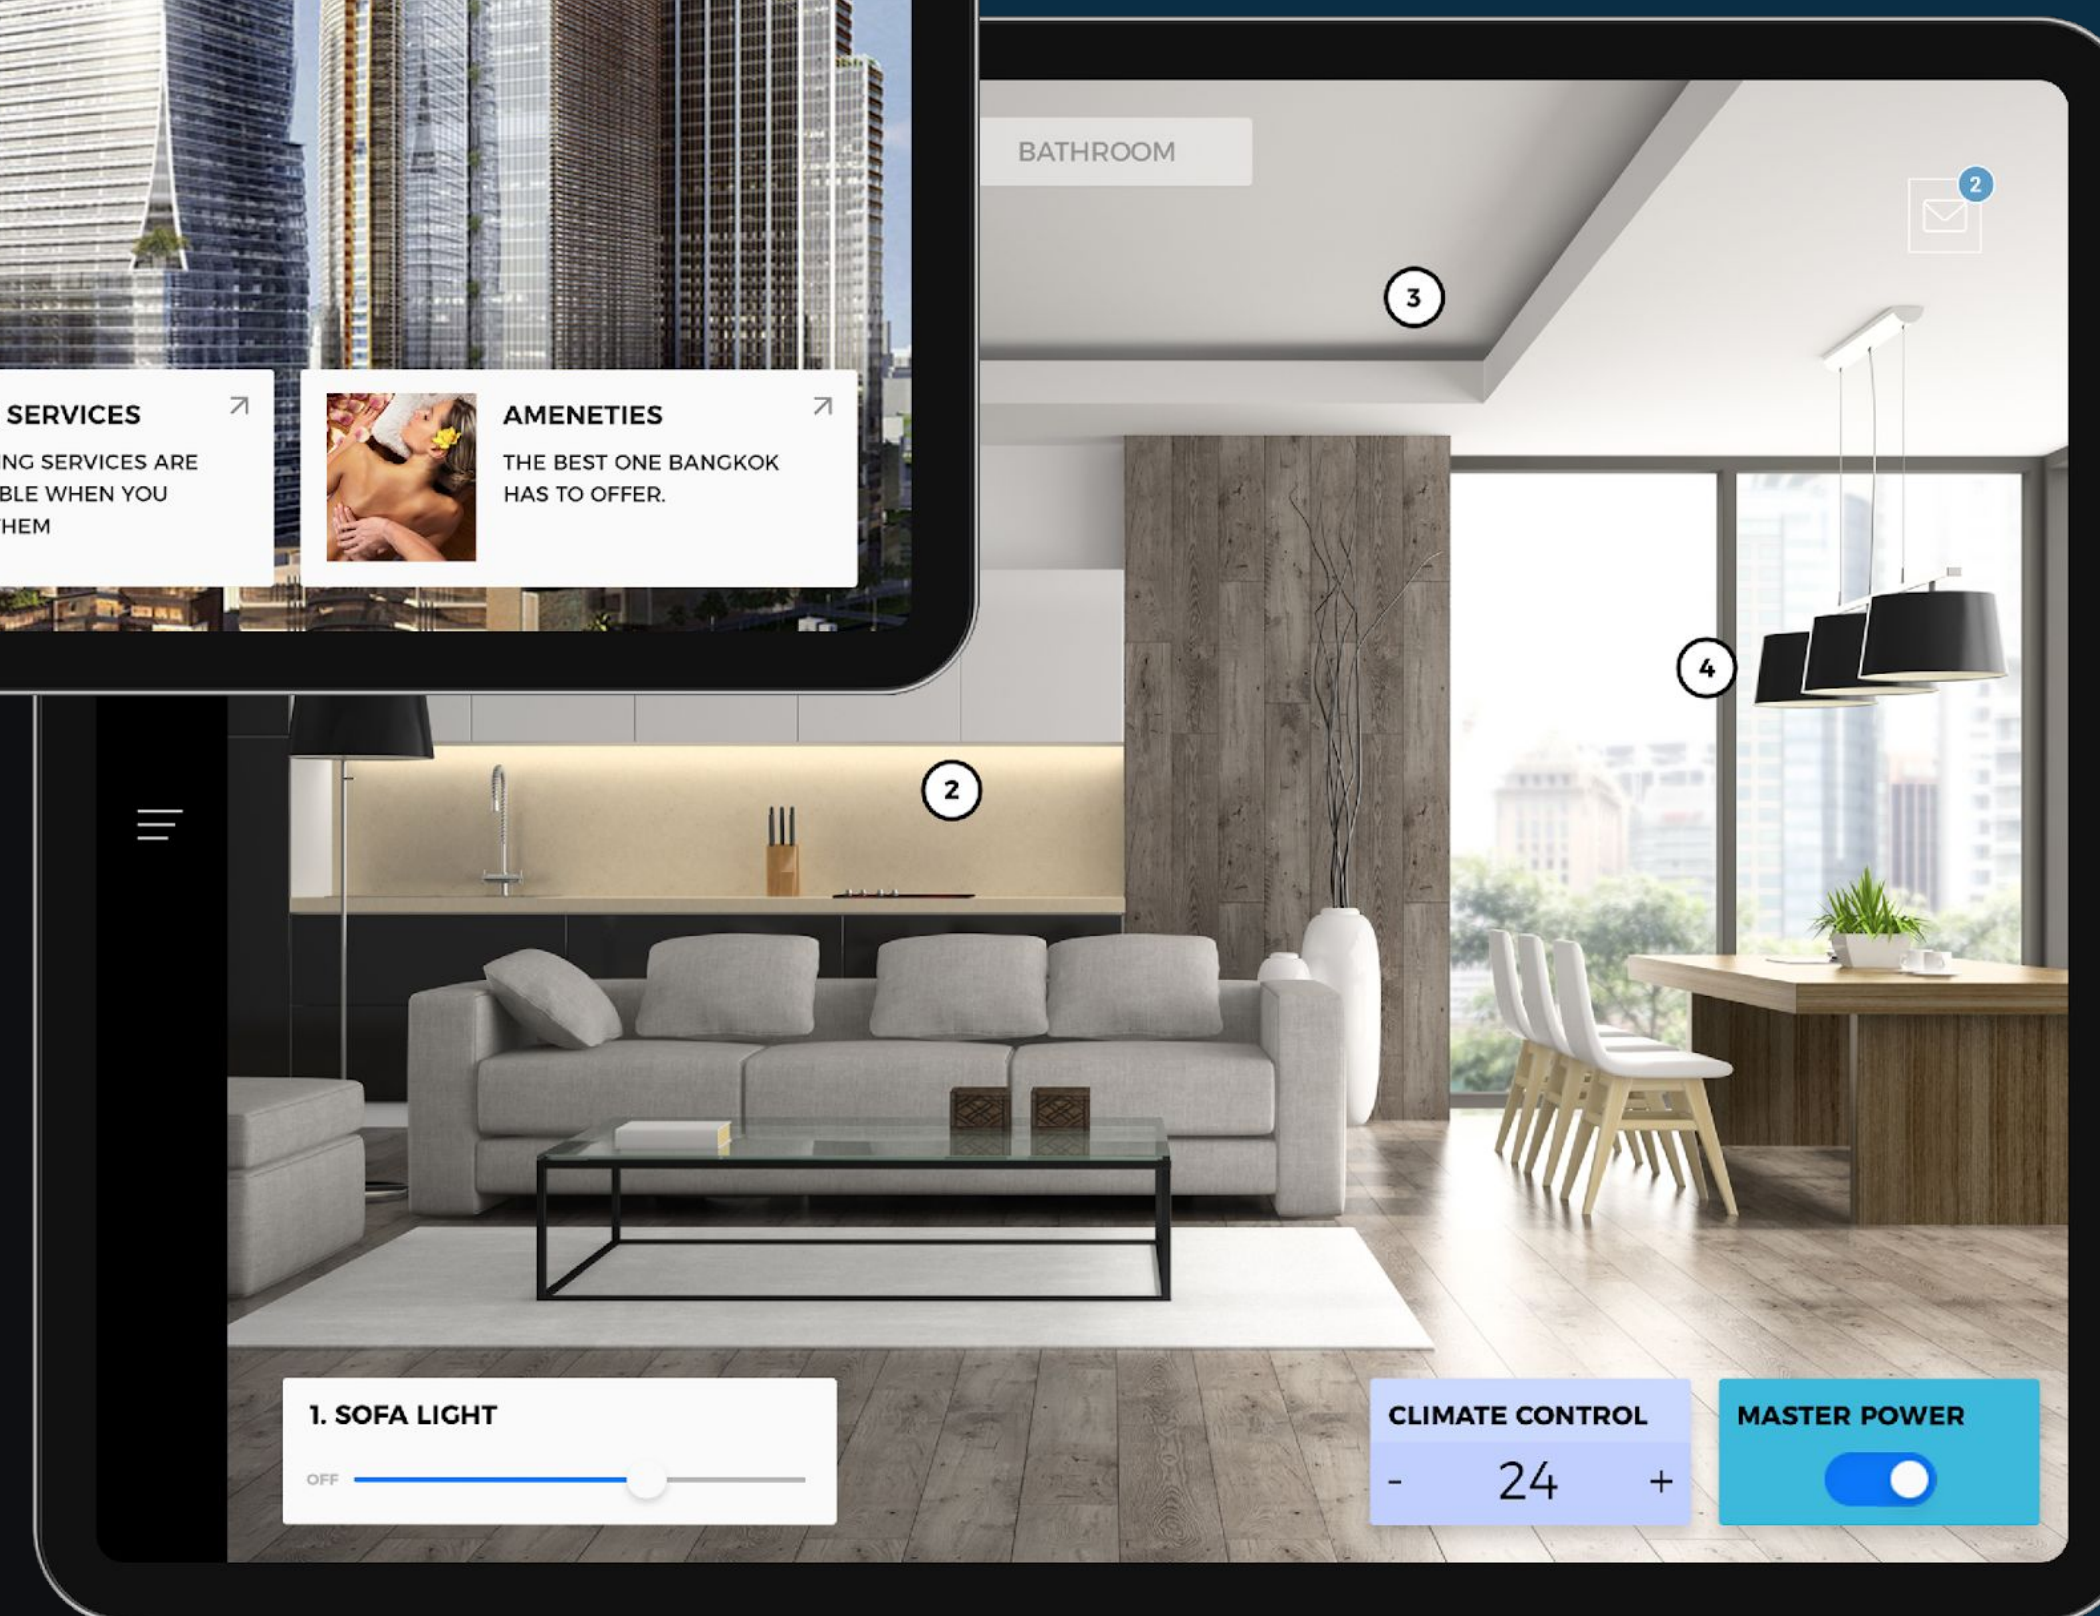 BATHROOM
2
3
SERVICES
ING SERVICES ARE
BLE WHEN YOU
HEM
AMENETIES
THE BEST ONE BANGKOK
HAS TO OFFER.
4
2
1. SOFA LIGHT
OFF
CLIMATE CONTROL
- 24 +
MASTER POWER